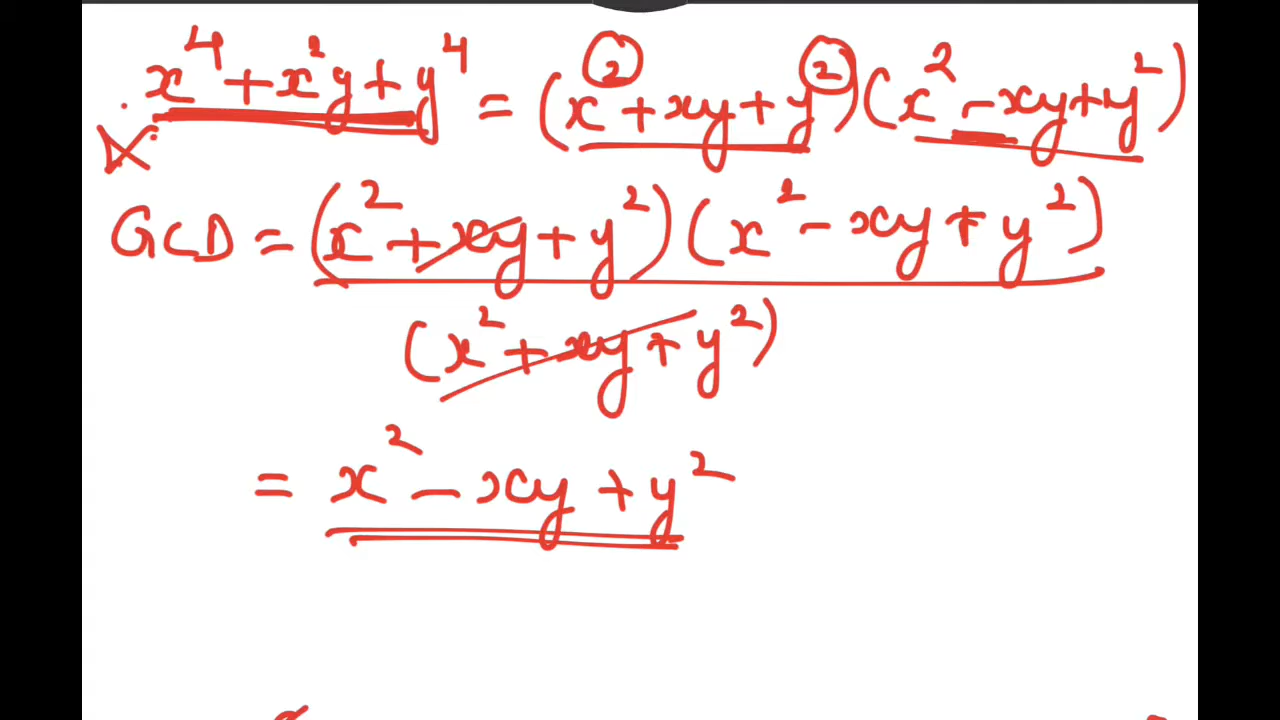 x⁴ + x²y + y⁴ = (x² + xy + y²)(x² - xy + y²)
GCD = (x² + xy + y²)(x² - xy + y²)
(x² + xy + y²)
= x² - xy + y²